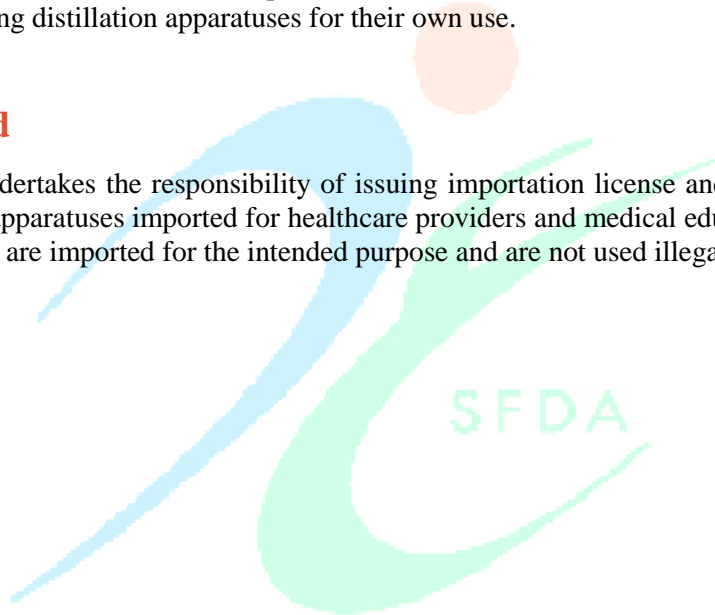 ng distillation apparatuses for their own use.
d
dertakes the responsibility of issuing importation license and
apparatuses imported for healthcare providers and medical edu
are imported for the intended purpose and are not used illega
SFDA